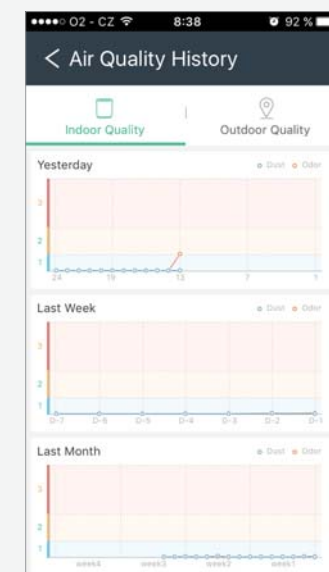 O2 - CZ 8:38 92 %
Air Quality History
Indoor Quality Outdoor Quality
Yesterday Dust Odor
3
2
1
24 19 13 7 1
Last Week Dust Odor
3
2
1
D-7 D-6 D-5 D-4 D-3 D-2 D-1
Last Month Dust Odor
3
2
1
week4 week3 week2 week1